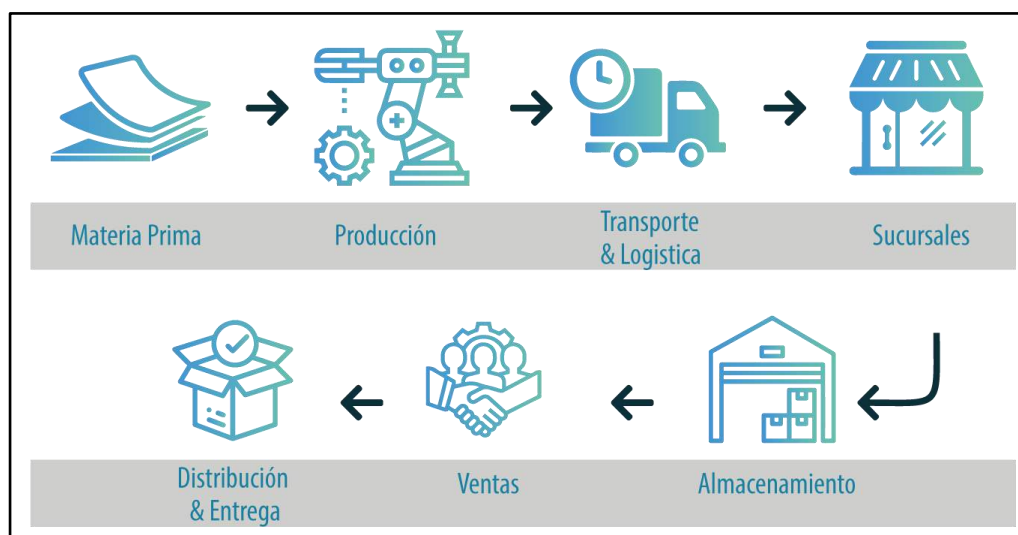 Materia Prima
Producción
Transporte
& Logistica
Sucursales
Distribución
& Entrega
Ventas
Almacenamiento